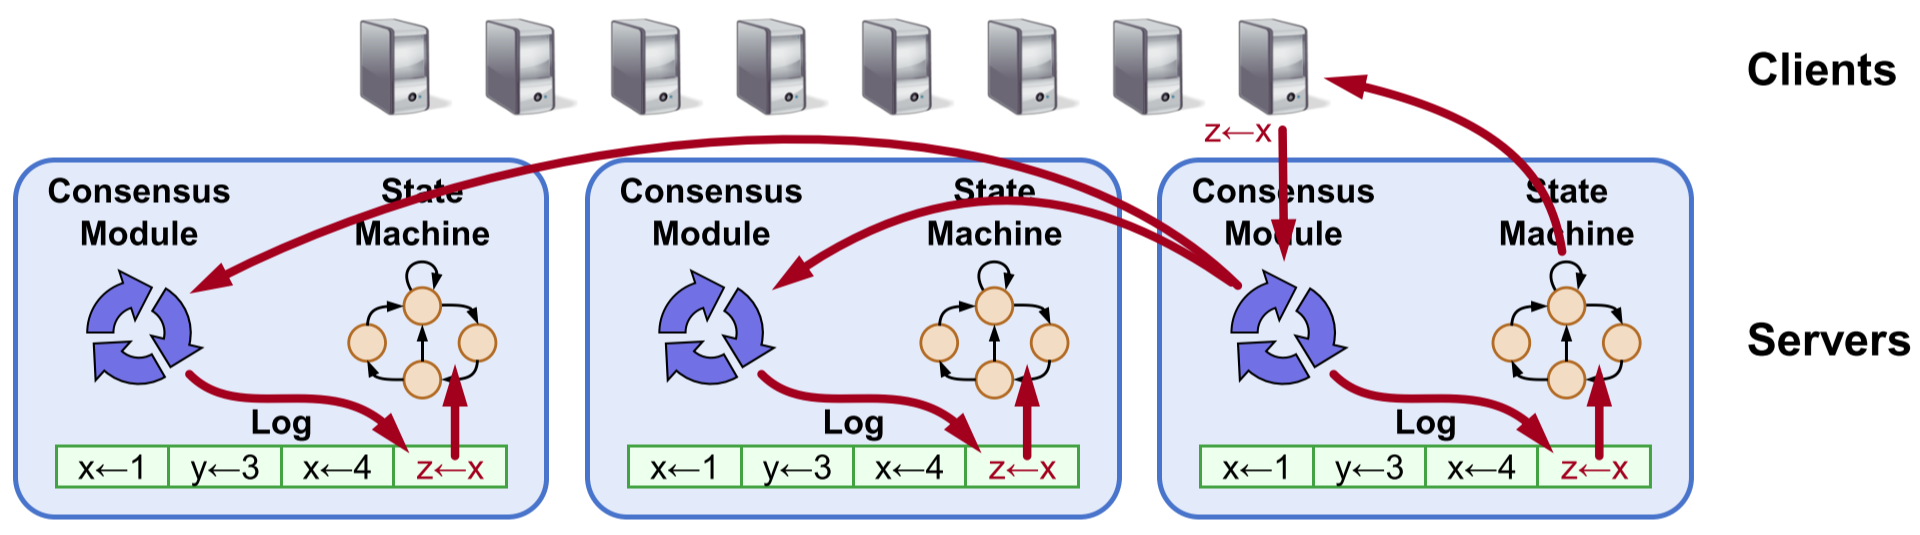 Clients
z←x
Consensus
Module
State
Machine
Log
x←1 y←3 x←4 z←x
Consensus
Module
State
Machine
Log
x←1 y←3 x←4 z←x
Consensus
Module
State
Machine
Log
x←1 y←3 x←4 z←x
Servers